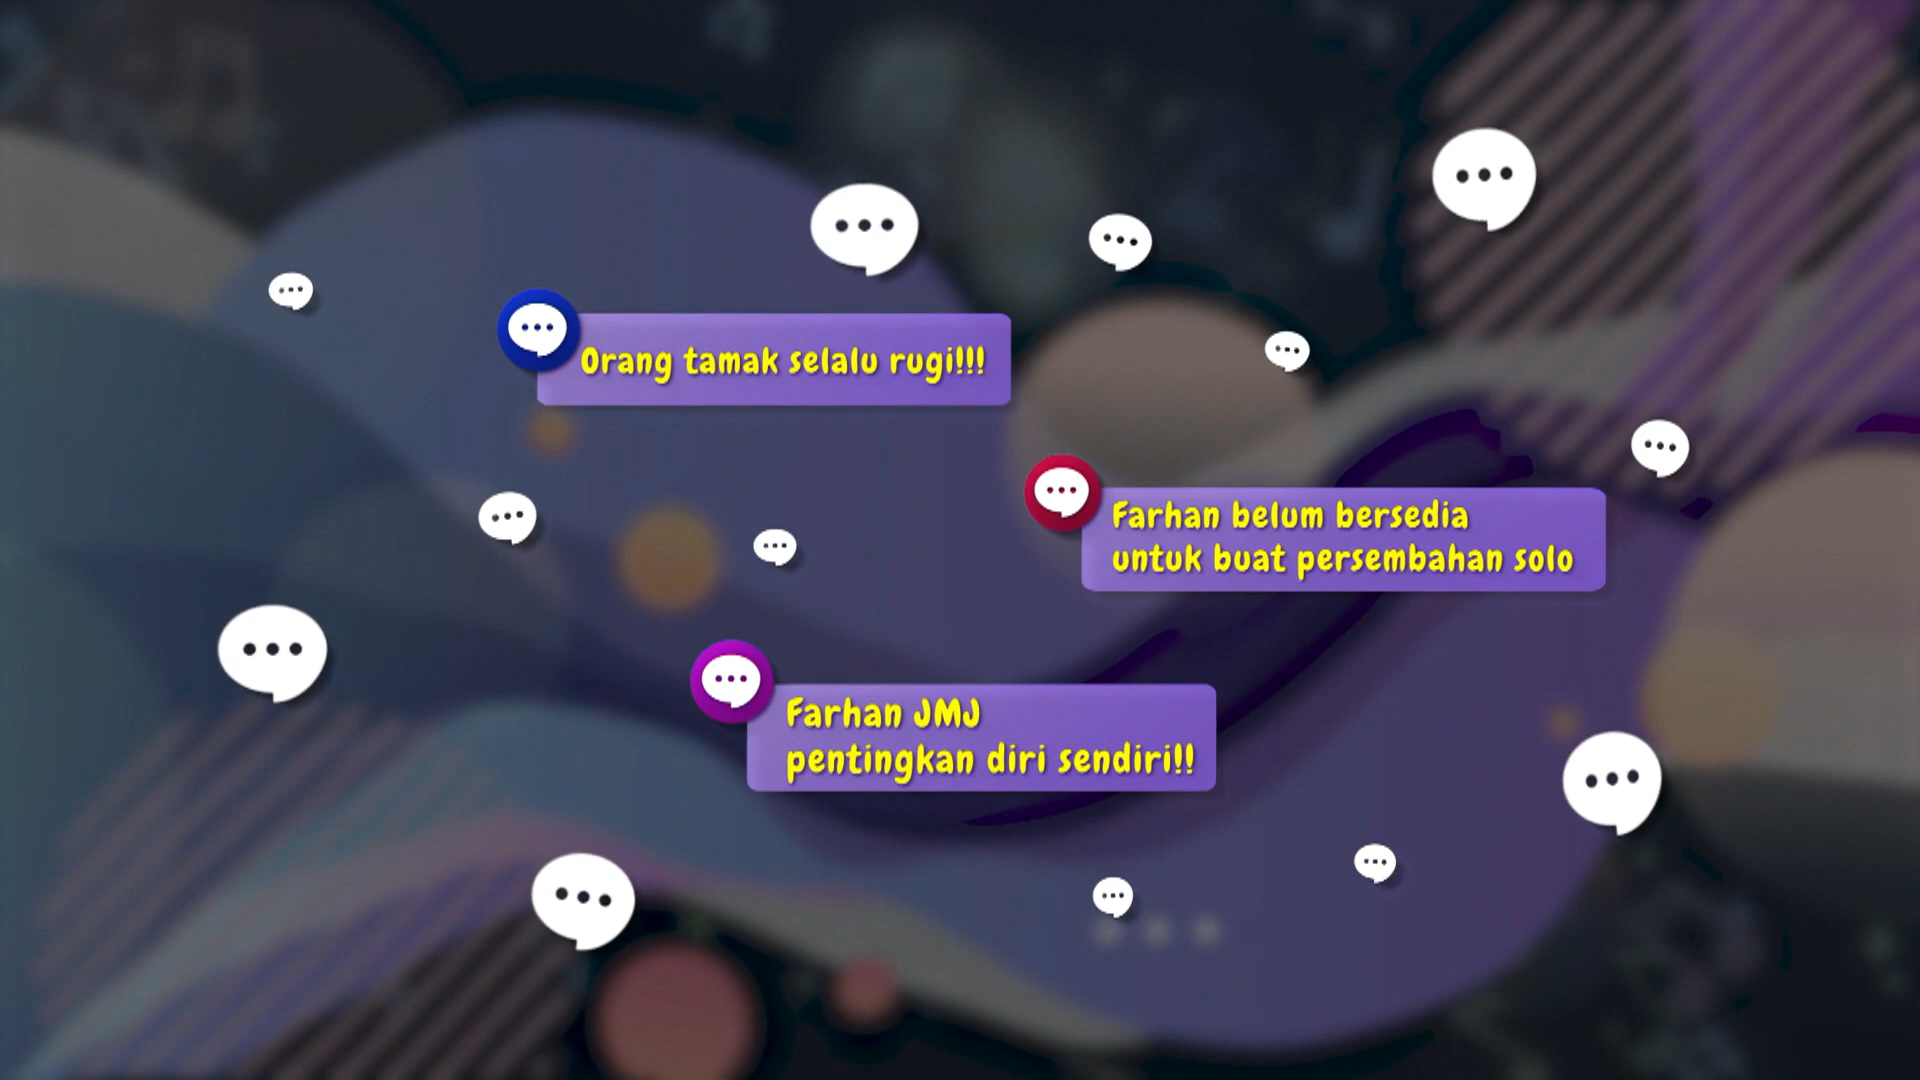 Orang tamak selalu rugi!!!
Farhan belum bersedia
untuk buat persembahan solo
Farhan JMJ
pentingkan diri sendiri!!